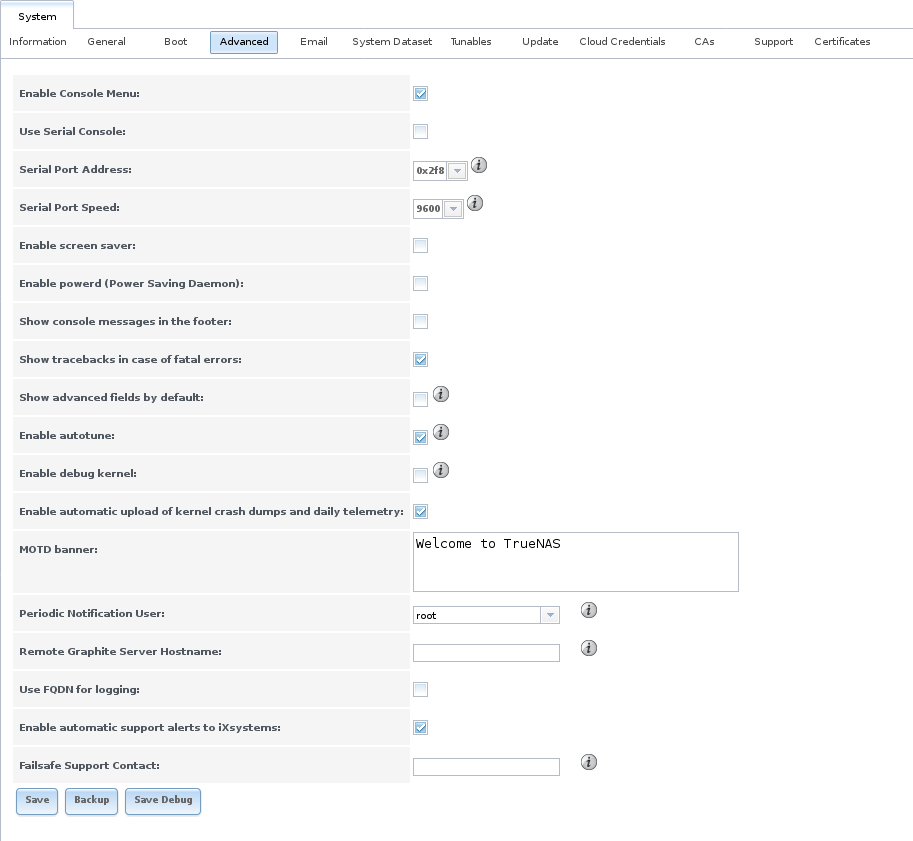 System
Information General Boot Advanced Email System Dataset Tunables Update Cloud Credentials CAs Support Certificates
Enable Console Menu:
Use Serial Console:
Serial Port Address: 0x2f8 i
Serial Port Speed: 9600 i
Enable screen saver:
Enable powerd (Power Saving Daemon):
Show console messages in the footer:
Show tracebacks in case of fatal errors:
Show advanced fields by default: i
Enable autotune: i
Enable debug kernel: i
Enable automatic upload of kernel crash dumps and daily telemetry:
MOTD banner: Welcome to TrueNAS
Periodic Notification User: root i
Remote Graphite Server Hostname: i
Use FQDN for logging:
Enable automatic support alerts to iXsystems:
Failsafe Support Contact: i
Save Backup Save Debug